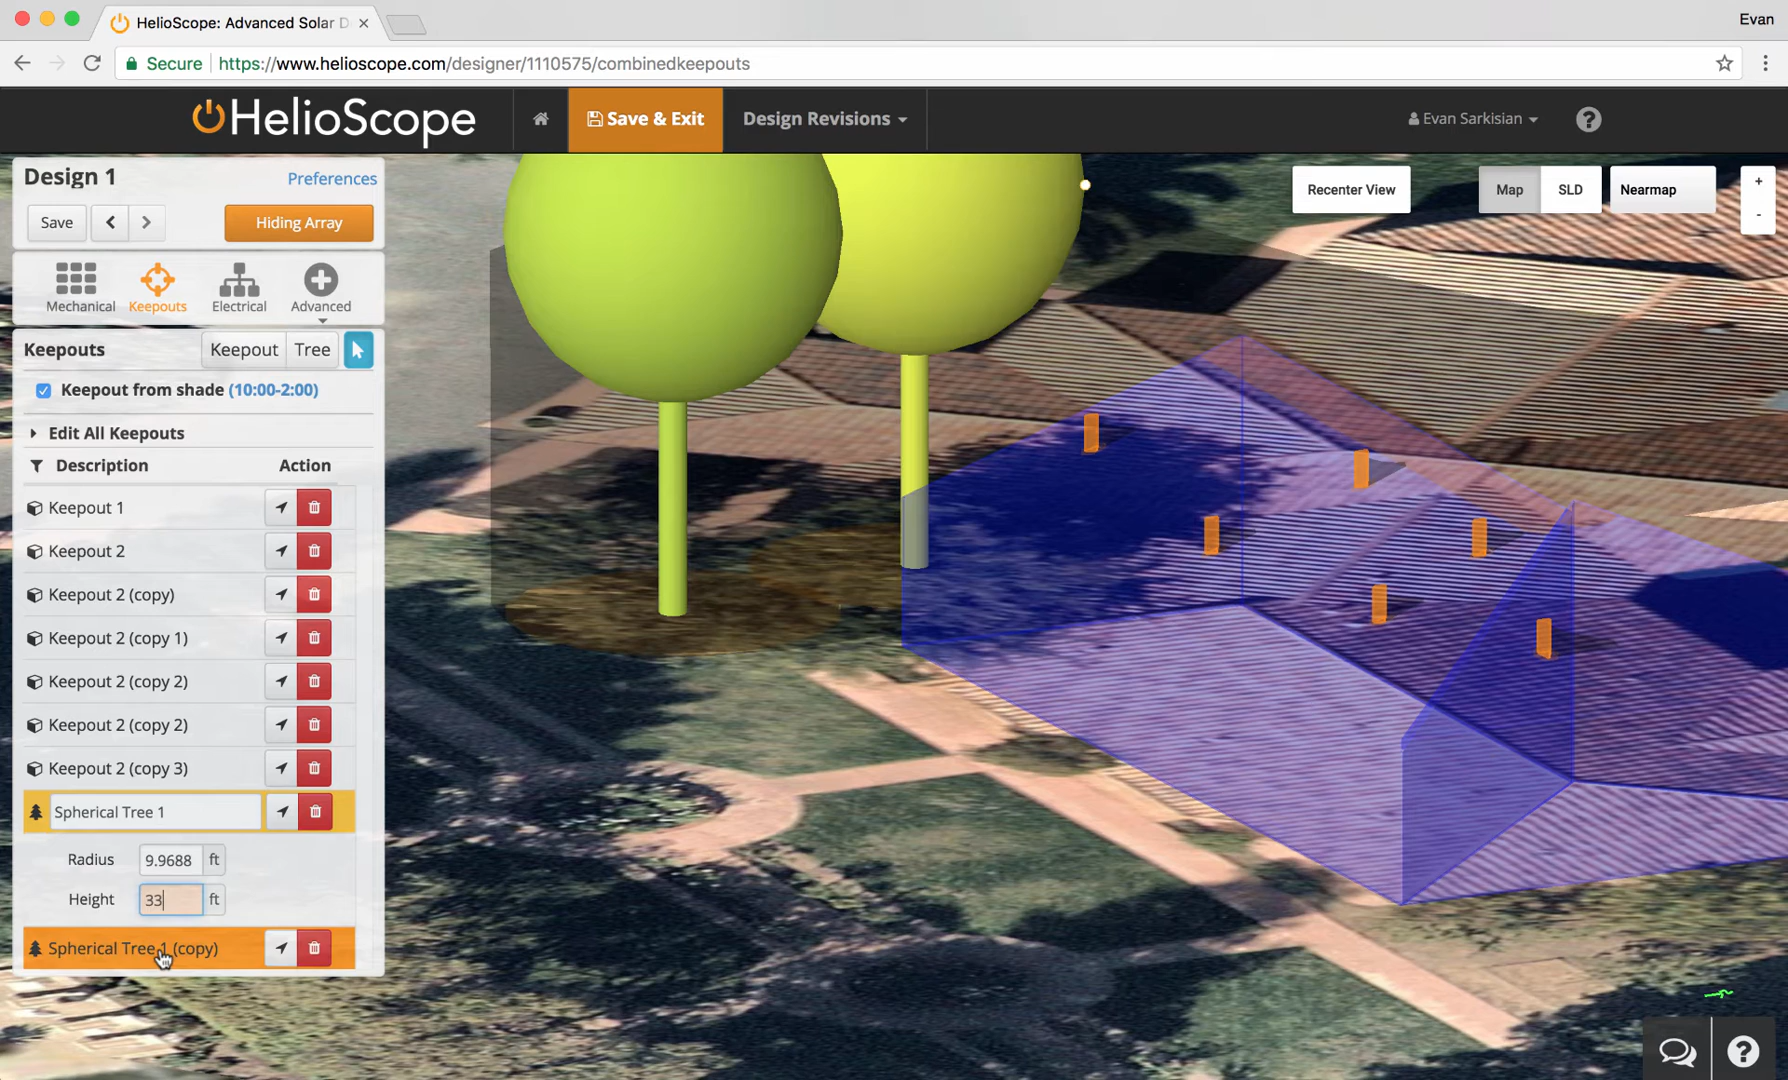 HelioScope: Advanced Solar D
Evan
Secure
https://www.helioscope.com/designer/1110575/combinedkeepouts
HelioScope
Save & Exit
Design Revisions
Evan Sarkisian
?
Design 1
Preferences
Save
Hiding Array
Recenter View
Map
SLD
Nearmap
+
-
Mechanical
Keepouts
Electrical
Advanced
Keepouts
Keepout
Tree
Keepout from shade (10:00-2:00)
Edit All Keepouts
Description
Action
Keepout 1
Keepout 2
Keepout 2 (copy)
Keepout 2 (copy 1)
Keepout 2 (copy 2)
Keepout 2 (copy 2)
Keepout 2 (copy 3)
Spherical Tree 1
Radius 9.9688 ft
Height 33 ft
Spherical Tree 1 (copy)
?